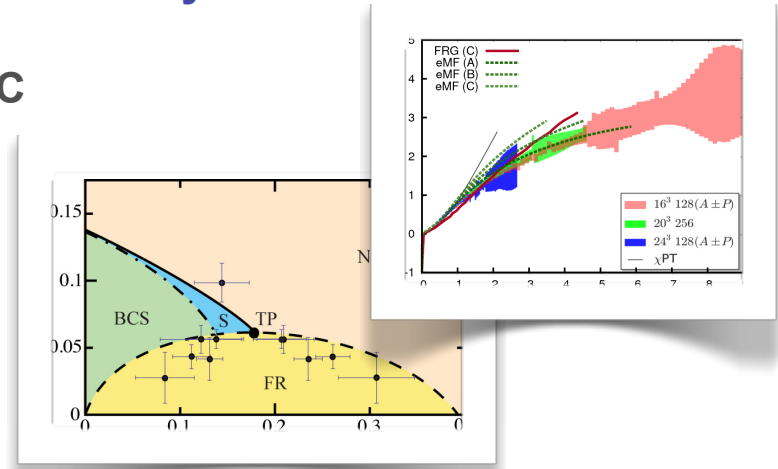 C
FRG (C)
eMF (A)
eMF (B)
eMF (C)
5
4
3
2
1
0
-1
0 1 2 3 4 5 6 7 8
16³ 128(A ± P)
20³ 256
24³ 128(A ± P)
χPT
0.15
0.1
0.05
0
N
BCS
S
TP
FR
0 0.1 0.2 0.3